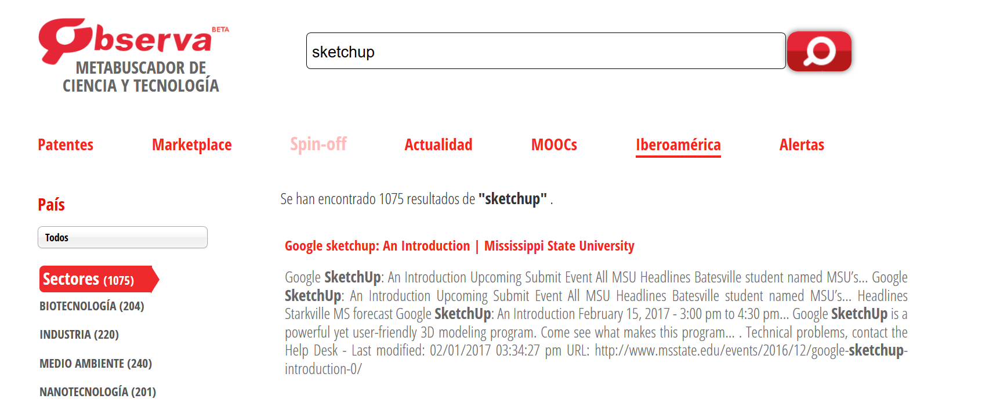 Observa BETA
METABUSCADOR DE
CIENCIA Y TECNOLOGÍA
sketchup
Patentes Marketplace Spin-off Actualidad MOOCs Iberoamérica Alertas
País
Todos
Sectores (1075)
BIOTECNOLOGÍA (204)
INDUSTRIA (220)
MEDIO AMBIENTE (240)
NANOTECNOLOGÍA (201)
Se han encontrado 1075 resultados de "sketchup" .
Google sketchup: An Introduction | Mississippi State University
Google SketchUp: An Introduction Upcoming Submit Event All MSU Headlines Batesville student named MSU's... Google
SketchUp: An Introduction Upcoming Submit Event All MSU Headlines Batesville student named MSU's... Headlines
Starkville MS forecast Google SketchUp: An Introduction February 15, 2017 - 3:00 pm to 4:30 pm... Google SketchUp is a
powerful yet user-friendly 3D modeling program. Come see what makes this program... . Technical problems, contact the
Help Desk - Last modified: 02/01/2017 03:34:27 pm URL: http://www.msstate.edu/events/2016/12/google-sketchup-
introduction-0/